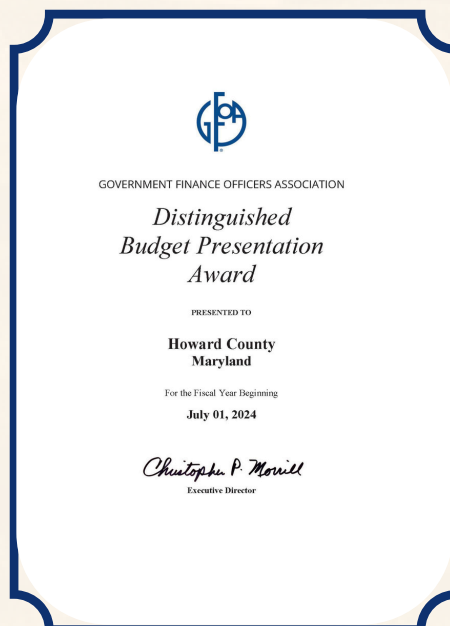 GFOA
GOVERNMENT FINANCE OFFICERS ASSOCIATION
Distinguished
Budget Presentation
Award
PRESENTED TO
Howard County
Maryland
For the Fiscal Year Beginning
July 01, 2024
Christopher P. Morrill
Executive Director